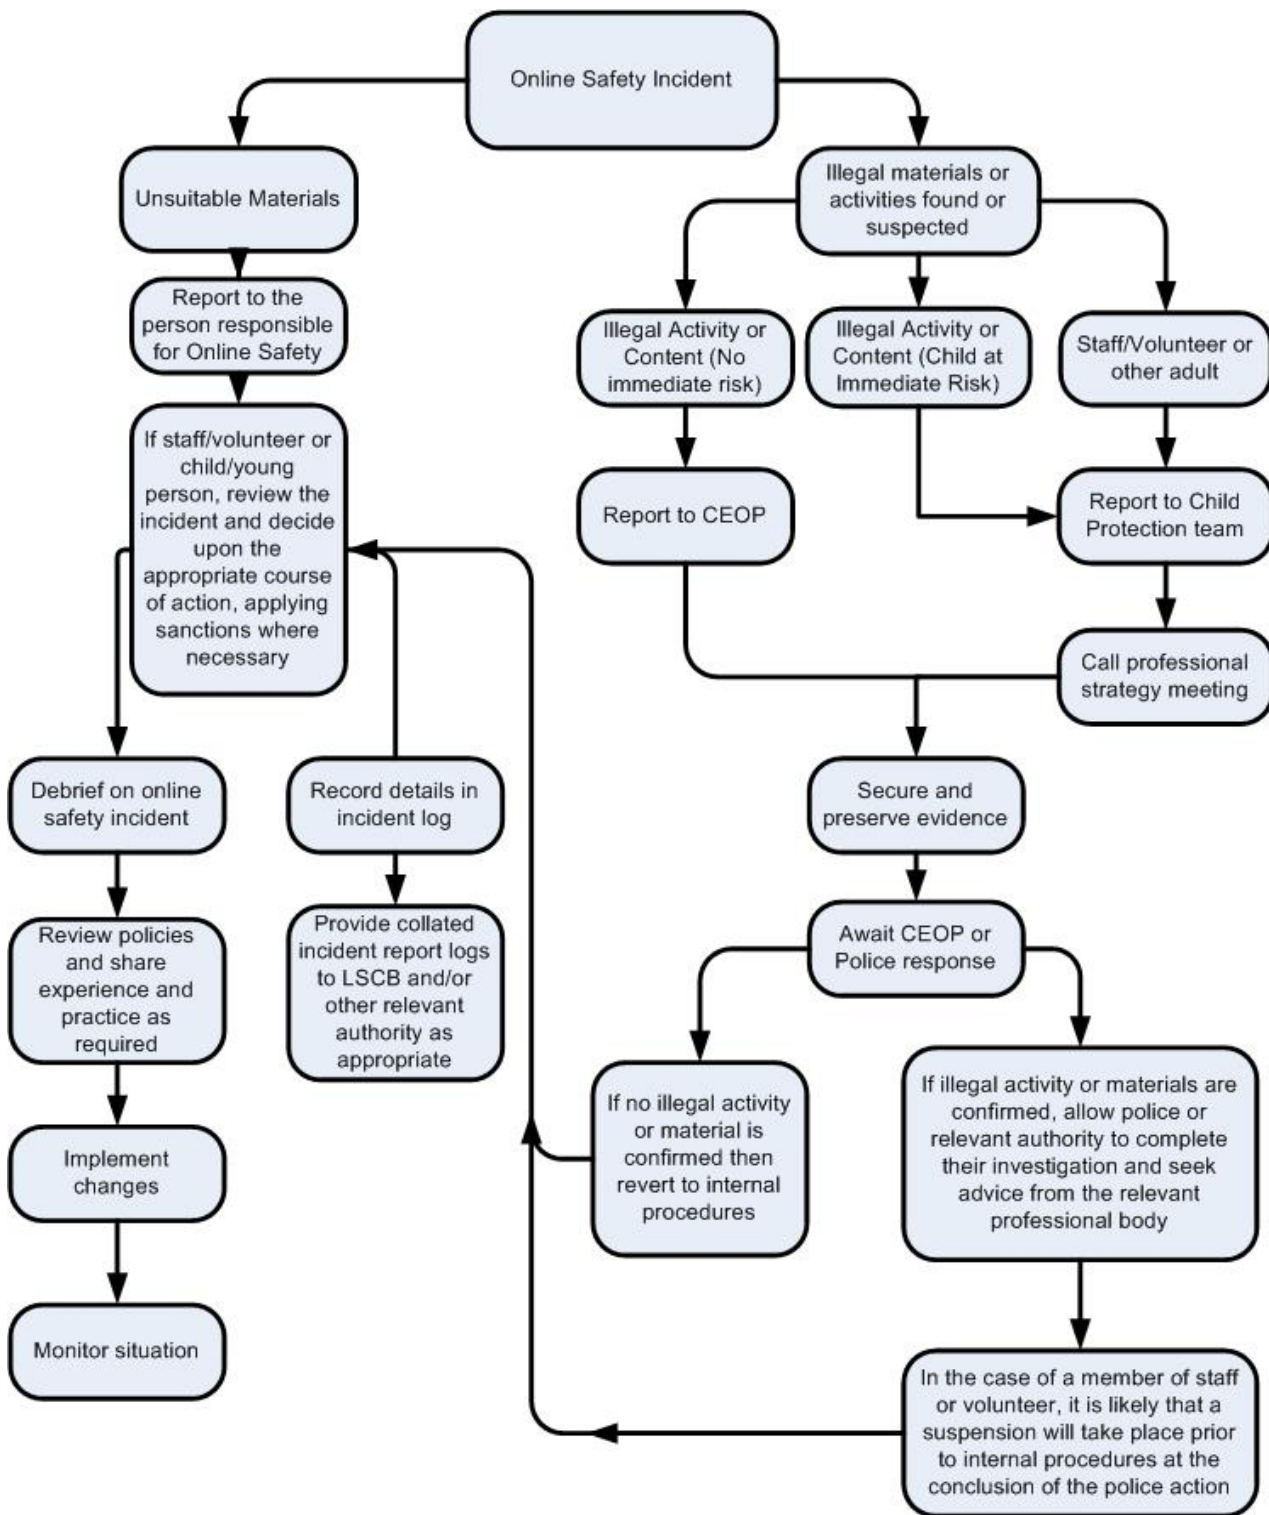 Online Safety Incident
Unsuitable Materials
Report to the
person responsible
for Online Safety
If staff/volunteer or
child/young
person, review the
incident and decide
upon the
appropriate course
of action, applying
sanctions where
necessary
Debrief on online
safety incident
Review policies
and share
experience and
practice as
required
Implement
changes
Monitor situation
Record details in
incident log
Provide collated
incident report logs
to LSCB and/or
other relevant
authority as
appropriate
Illegal materials or
activities found or
suspected
Illegal Activity or
Content (No
immediate risk)
Illegal Activity or
Content (Child at
Immediate Risk)
Staff/Volunteer or
other adult
Report to CEOP
Report to Child
Protection team
Call professional
strategy meeting
Secure and
preserve evidence
Await CEOP or
Police response
If no illegal activity
or material is
confirmed then
revert to internal
procedures
If illegal activity or materials are
confirmed, allow police or
relevant authority to complete
their investigation and seek
advice from the relevant
professional body
In the case of a member of staff
or volunteer, it is likely that a
suspension will take place prior
to internal procedures at the
conclusion of the police action